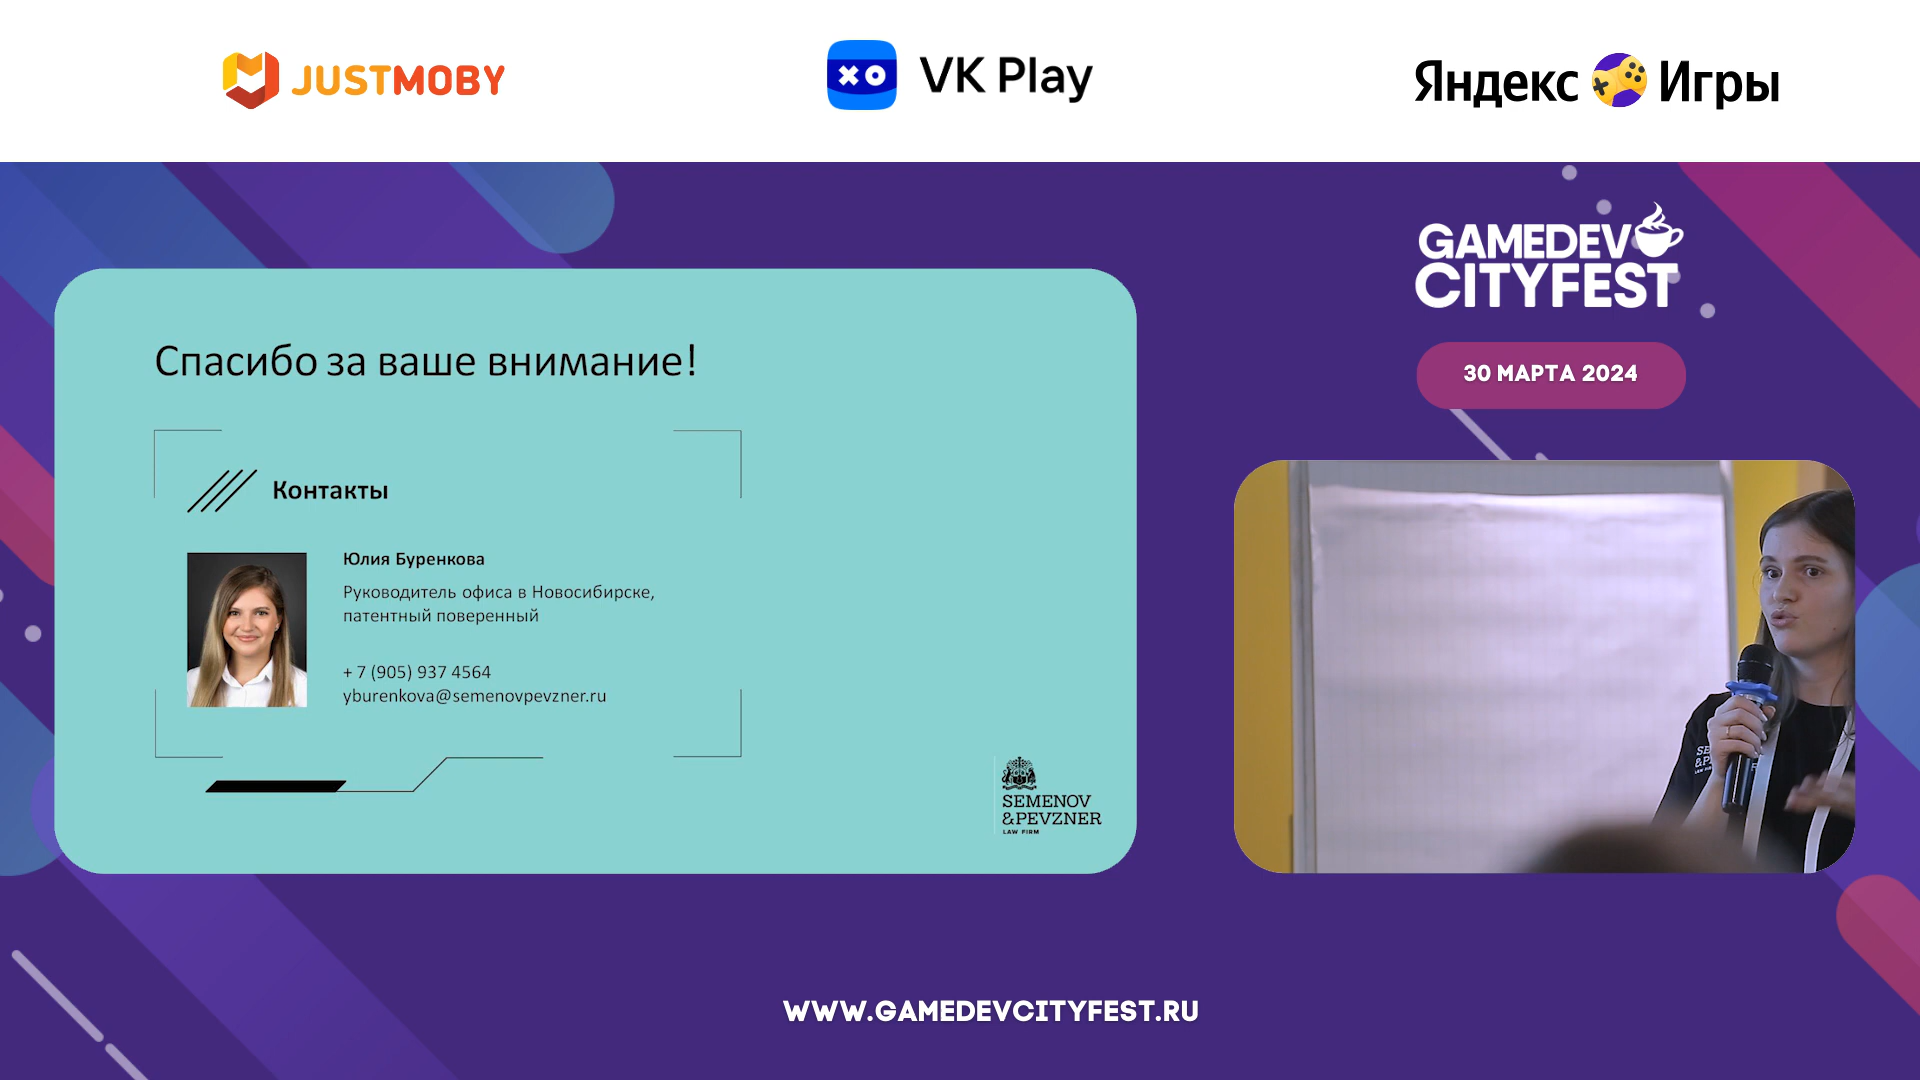 JUSTMOBY
VK Play
Яндекс Игры
GAMEDEV
CITYFEST
30 МАРТА 2024
Спасибо за ваше внимание!
Контакты
Юлия Буренкова
Руководитель офиса в Новосибирске,
патентный поверенный
+ 7 (905) 937 4564
yburenkova@semenovpevzner.ru
SEMENOV
&PEVZNER
LAW FIRM
WWW.GAMEDEVCITYFEST.RU